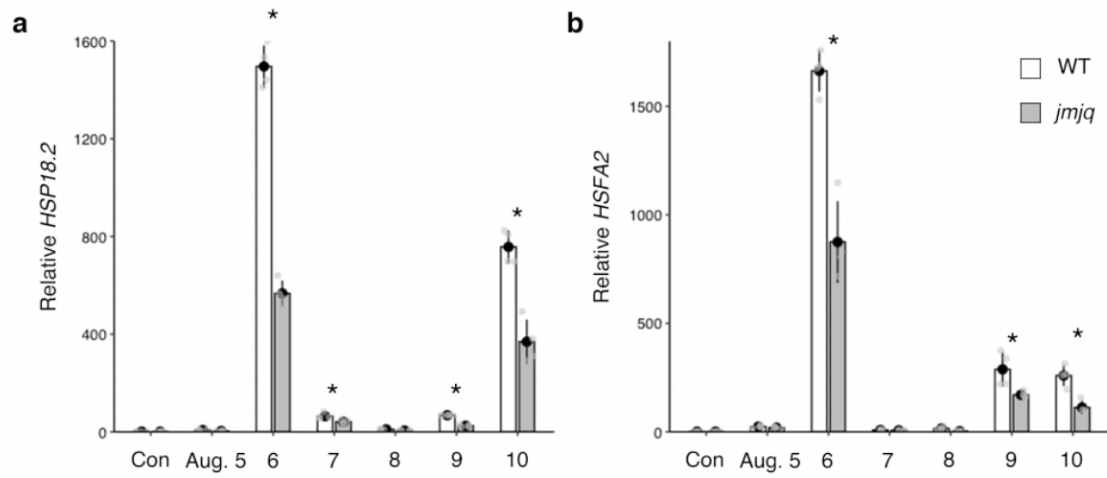 a
Relative HSP18.2
1600
1200
800
400
0
*
*
*
*
Con Aug. 5 6 7 8 9 10
b
Relative HSFA2
1500
1000
500
0
*
*
*
Con Aug. 5 6 7 8 9 10
WT
jmjq